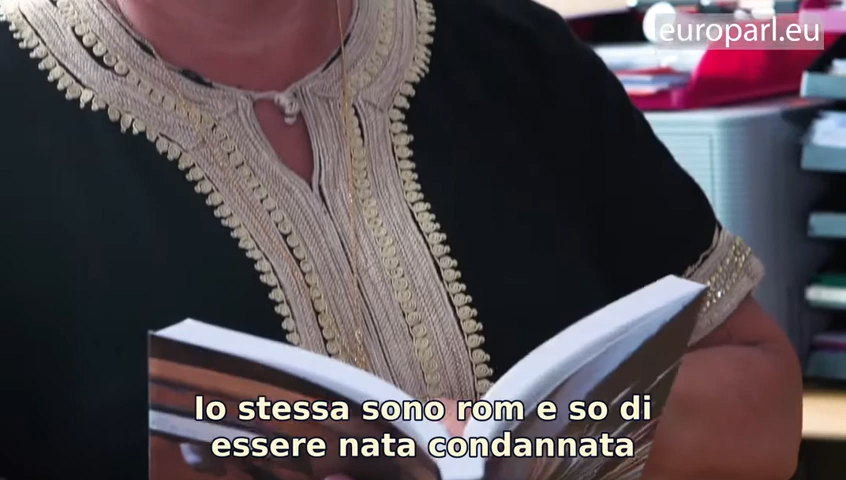 europarl.eu
Io stessa sono rom e so di
essere nata condannata